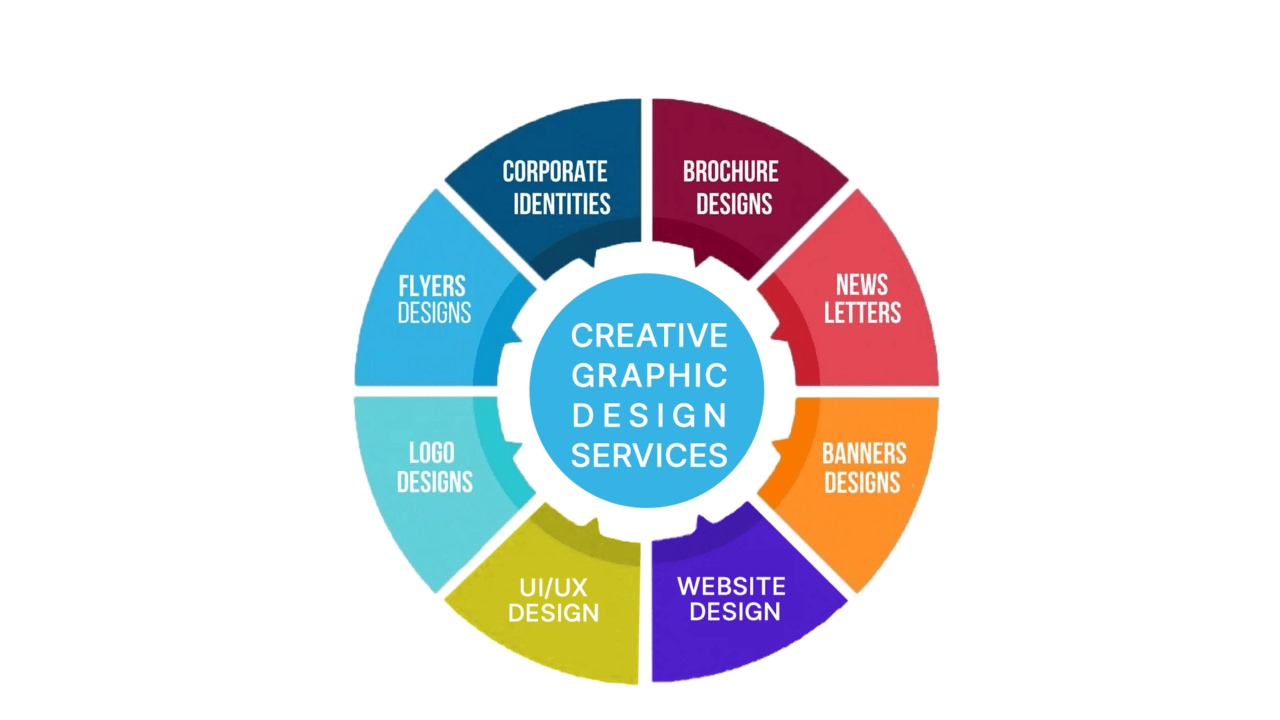 CORPORATE
IDENTITIES
BROCHURE
DESIGNS
NEWS
LETTERS
BANNERS
DESIGNS
WEBSITE
DESIGN
UI/UX
DESIGN
LOGO
DESIGNS
FLYERS
DESIGNS
CREATIVE
GRAPHIC
DESIGN
SERVICES